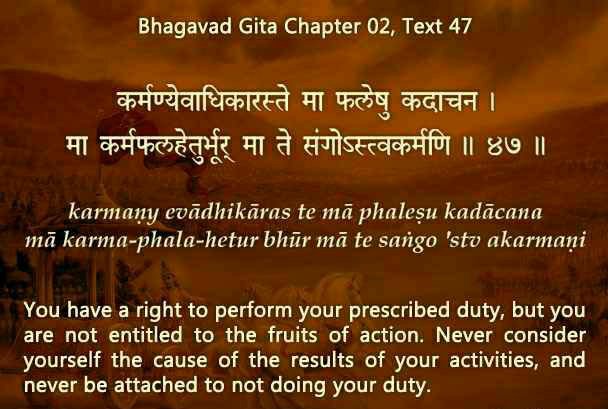 Bhagavad Gita Chapter 02, Text 47
कर्मण्येवाधिकारस्ते मा फलेषु कदाचन ।
मा कर्मफलहेतुर्भूर् मा ते संगोऽस्त्वकर्मणि ॥ ४७ ॥
karmaṇy evādhikāras te mā phaleṣu kadācana
mā karma-phala-hetur bhūr mā te saṅgo 'stv akarmaṇi
You have a right to perform your prescribed duty, but you
are not entitled to the fruits of action. Never consider
yourself the cause of the results of your activities, and
never be attached to not doing your duty.